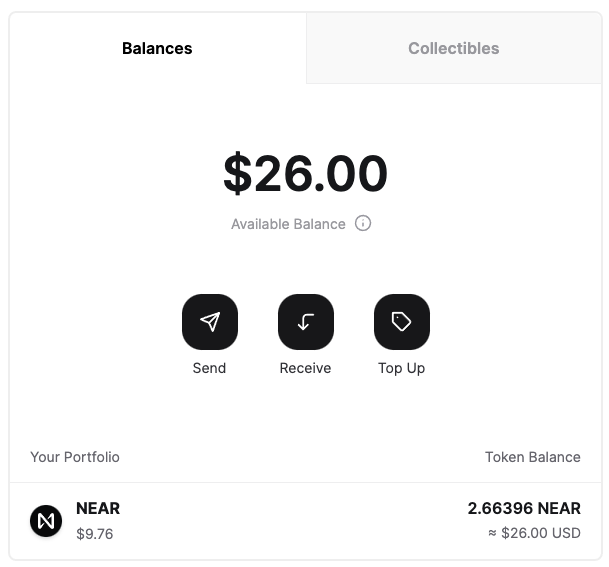 Balances
Collectibles
$26.00
Available Balance
Send
Receive
Top Up
Your Portfolio
Token Balance
NEAR
2.66396 NEAR
$9.76
≈ $26.00 USD